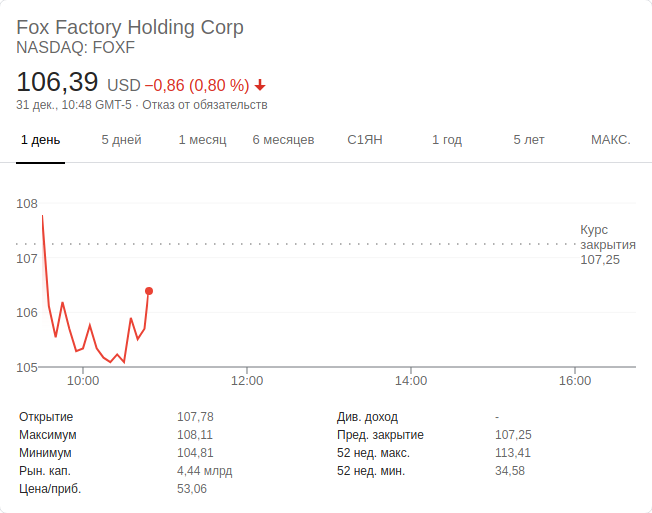 Fox Factory Holding Corp
NASDAQ: FOXF
106,39 USD −0,86 (0,80 %)
31 дек., 10:48 GMT-5 · Отказ от обязательств
1 день 5 дней 1 месяц 6 месяцев С1ЯН 1 год 5 лет МАКС.
108
Курс
закрытия
107,25
107
106
105
10:00 12:00 14:00 16:00
Открытие 107,78 Див. доход -
Максимум 108,11 Пред. закрытие 107,25
Минимум 104,81 52 нед. макс. 113,41
Рын. кап. 4,44 млрд 52 нед. мин. 34,58
Цена/приб. 53,06